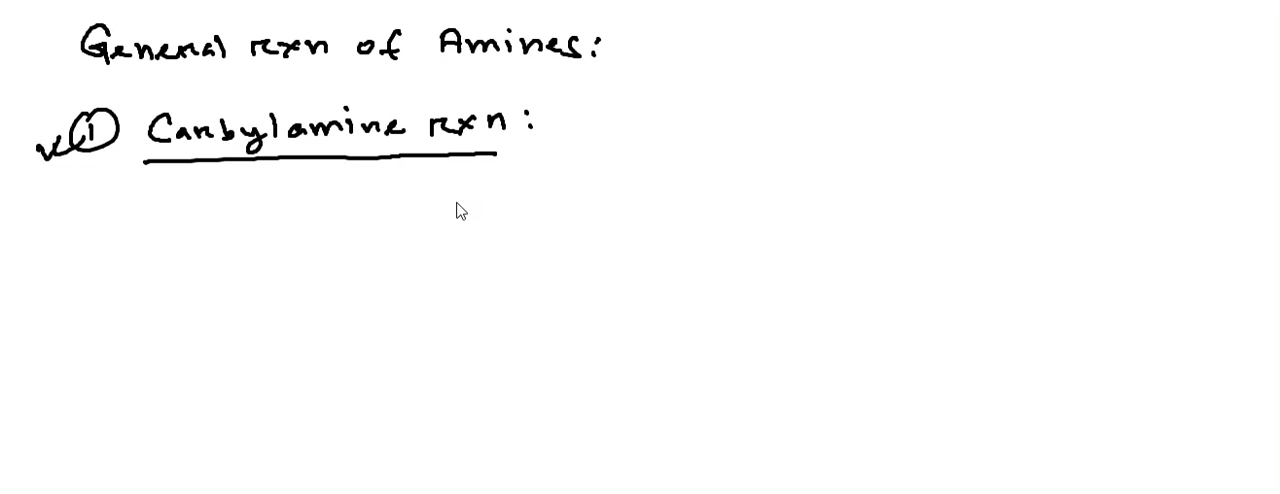 General rxn of Amines:
① Carbylamine rxn: